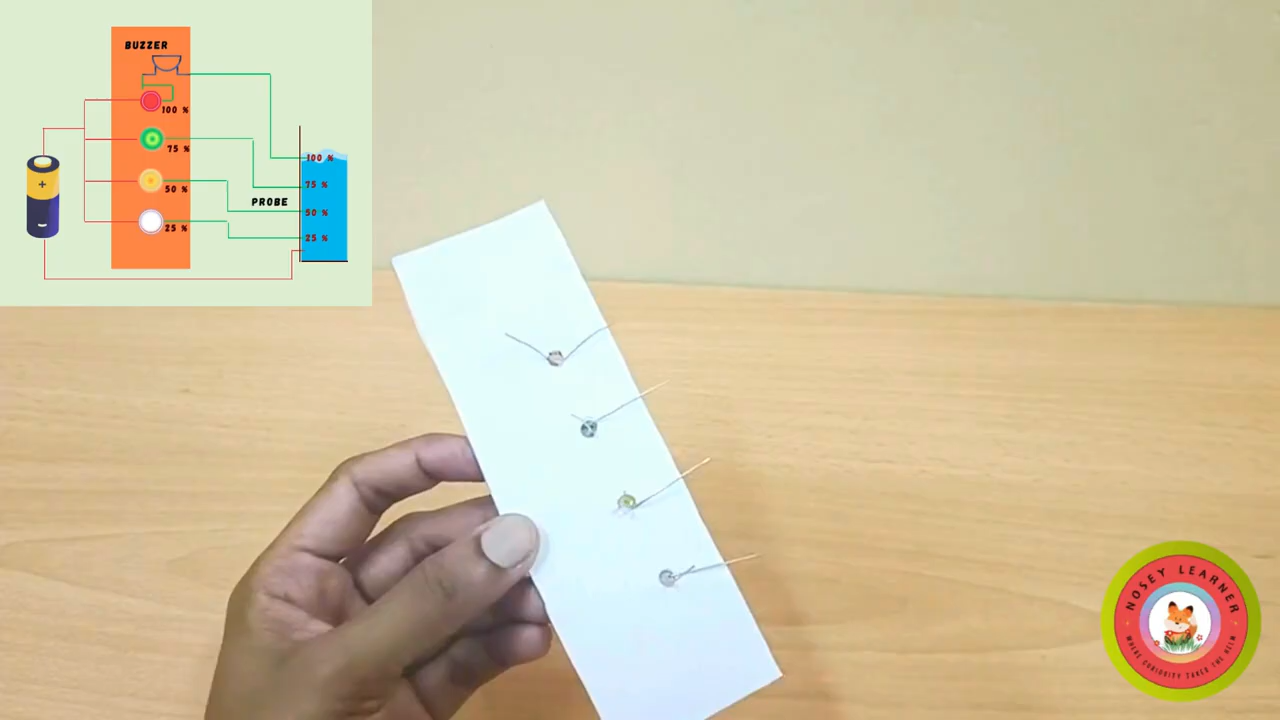 BUZZER
100 %
75 %
50 %
25 %
PROBE
100 %
75 %
50 %
25 %
+
-
NOSEY LEARNER
WHERE CURIOSITY TAKES THE HELM